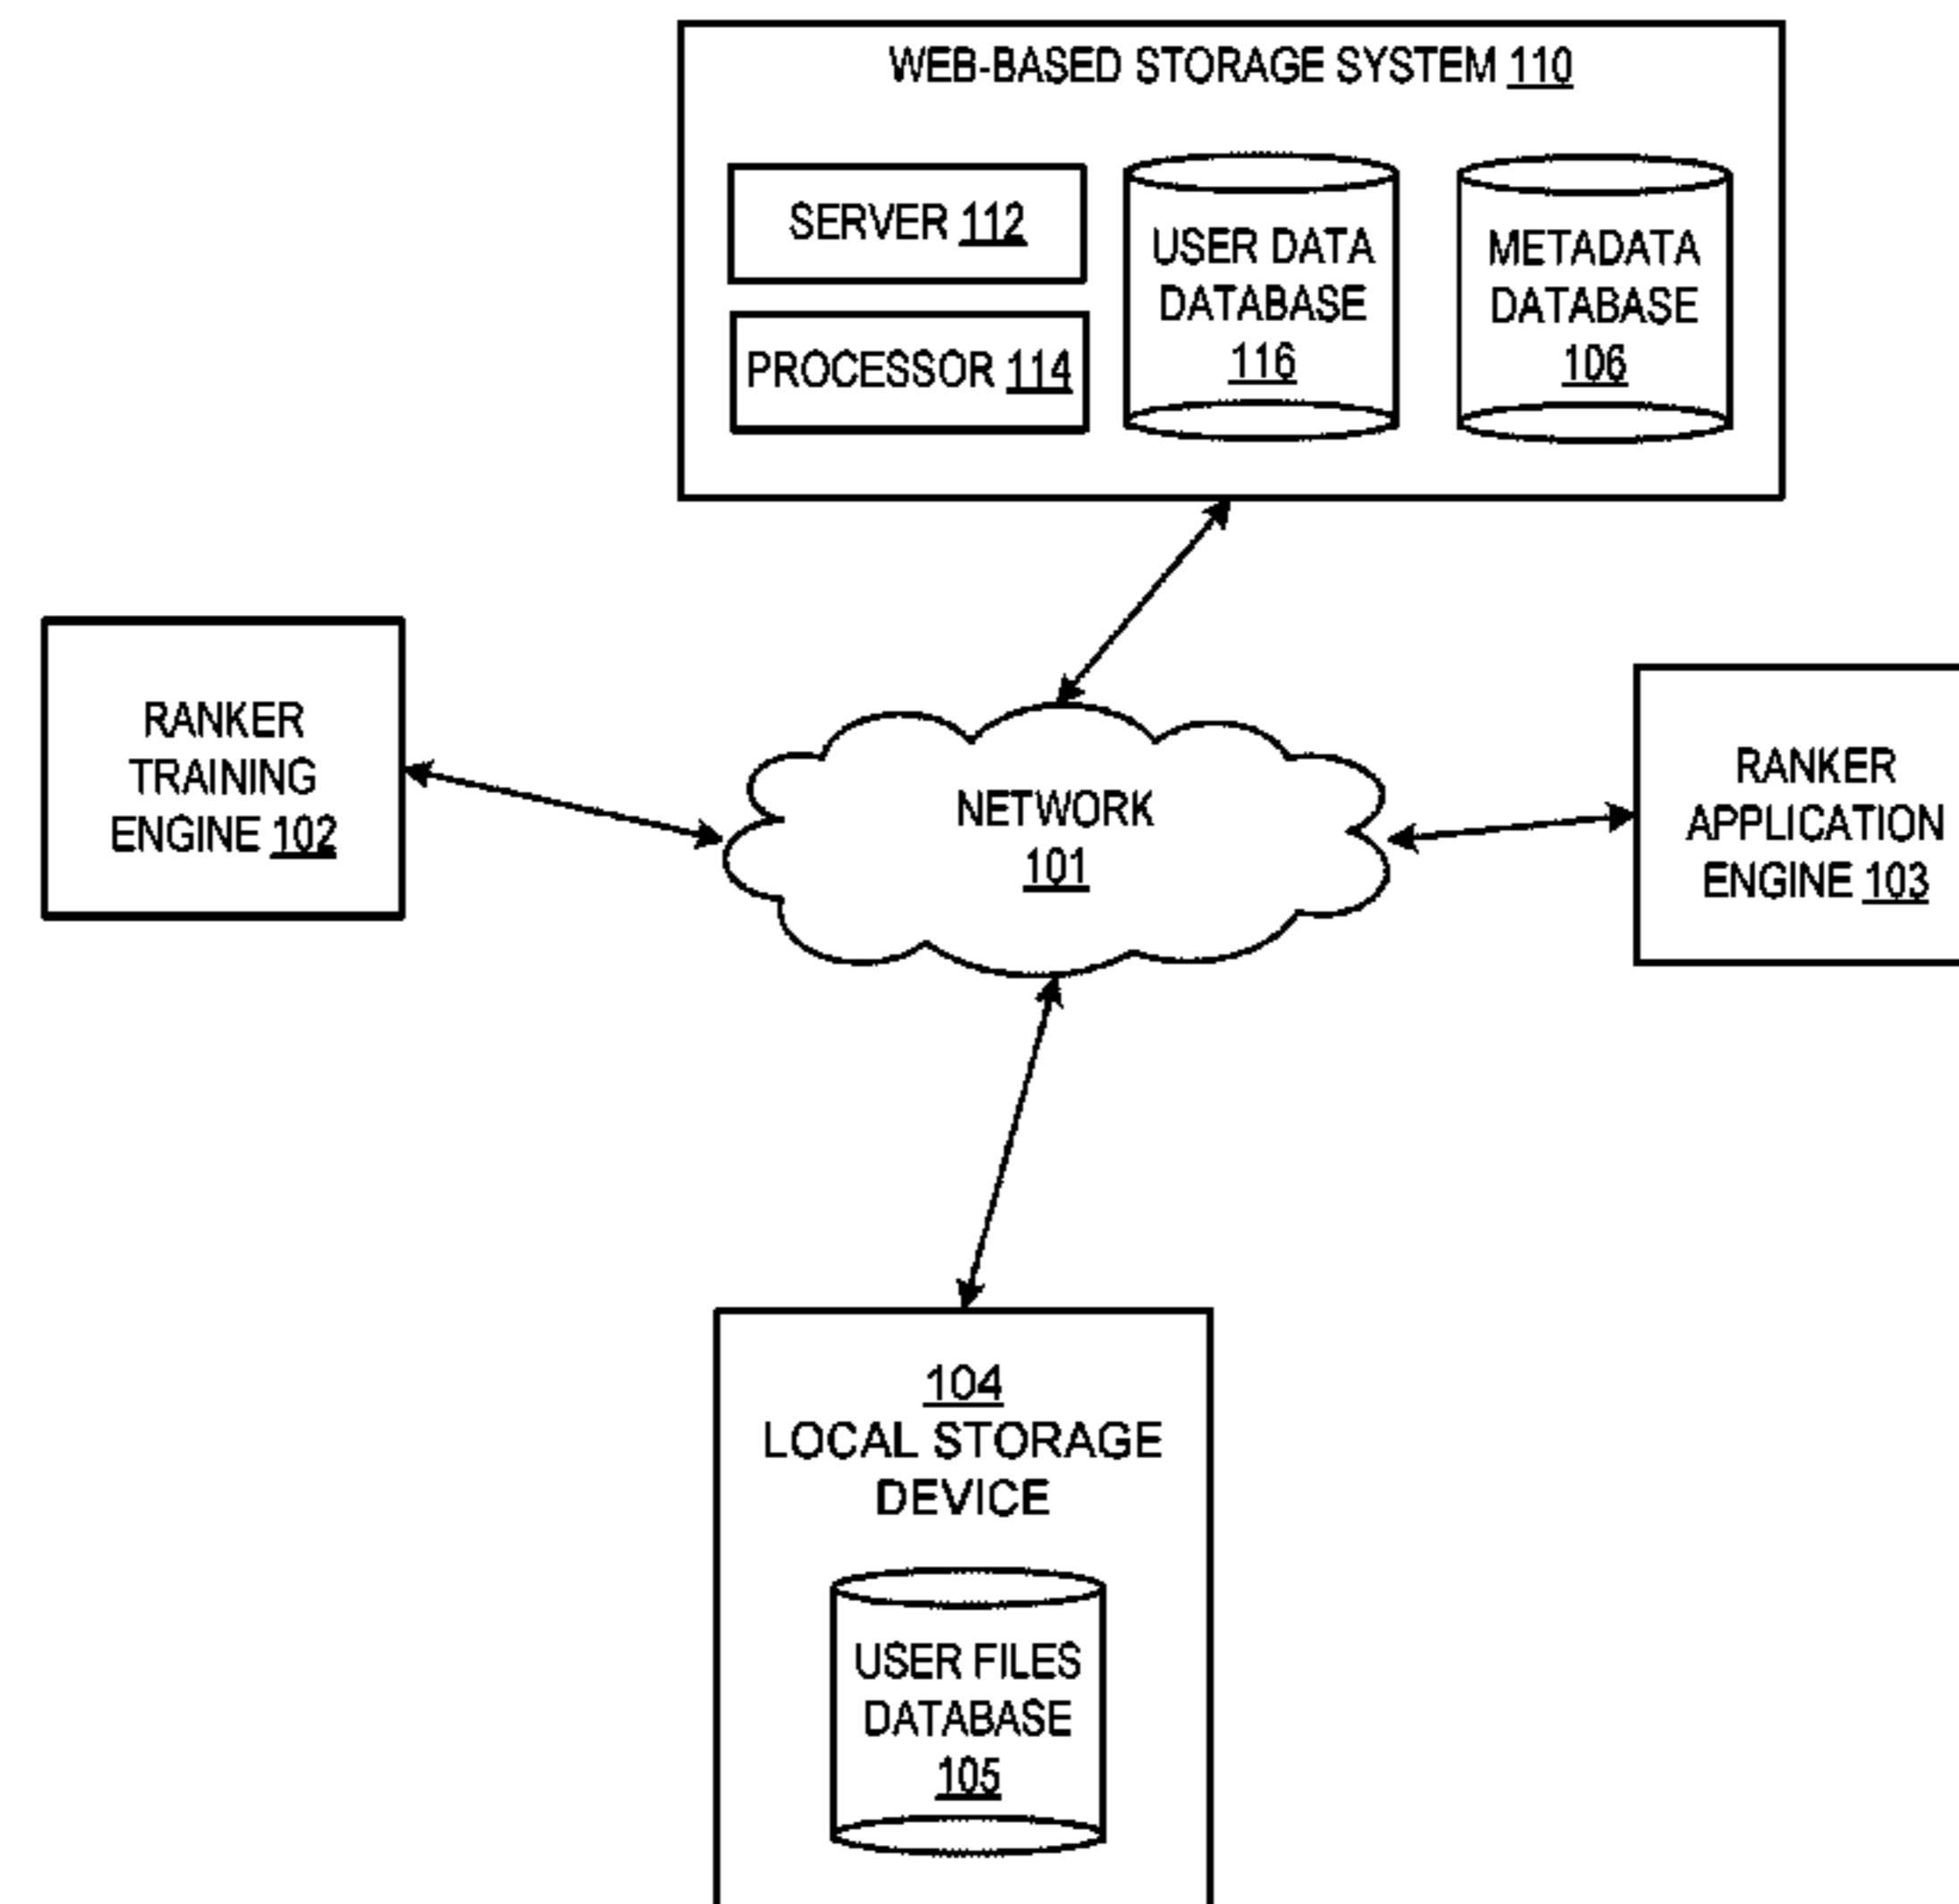 WEB-BASED STORAGE SYSTEM 110
SERVER 112
PROCESSOR 114
USER DATA
DATABASE
116
METADATA
DATABASE
106
RANKER
TRAINING
ENGINE 102
NETWORK
101
RANKER
APPLICATION
ENGINE 103
104
LOCAL STORAGE
DEVICE
USER FILES
DATABASE
105